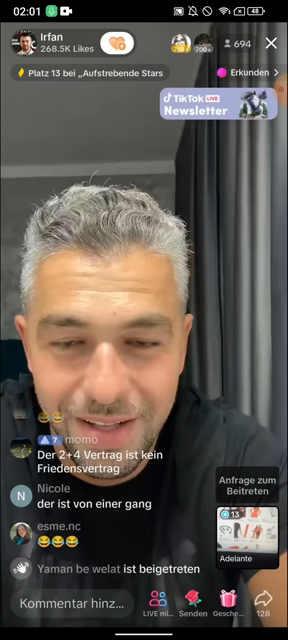 02:01
48
Irfan
268.5K Likes
700+
694
Platz 13 bei „Aufstrebende Stars
Erkunden >
TikTok LIVE
Newsletter
7 momo
Der 2+4 Vertrag ist kein
Friedensvertrag
N Nicole
der ist von einer gang
esme.nc
😂😂😂
Yaman be welat ist beigetreten
Anfrage zum
Beitreten
13
Adelante
Kommentar hinz...
LIVE mi...
Senden
Gesche...
128